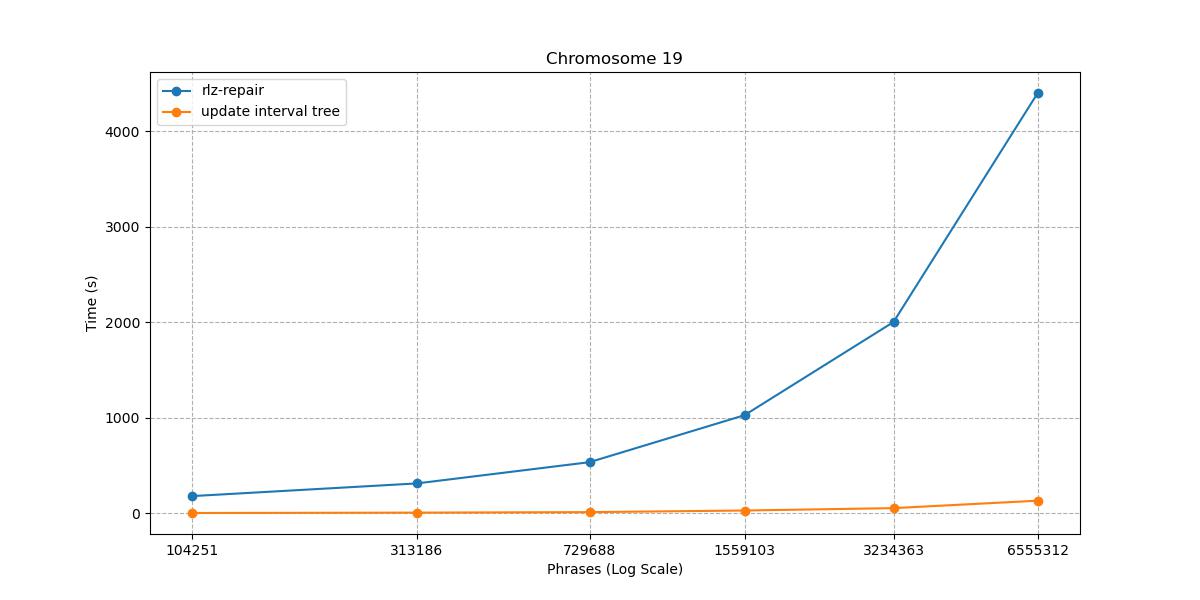 Chromosome 19
rlz-repair
update interval tree
Time (s)
4000
3000
2000
1000
0
104251 313186 729688 1559103 3234363 6555312
Phrases (Log Scale)